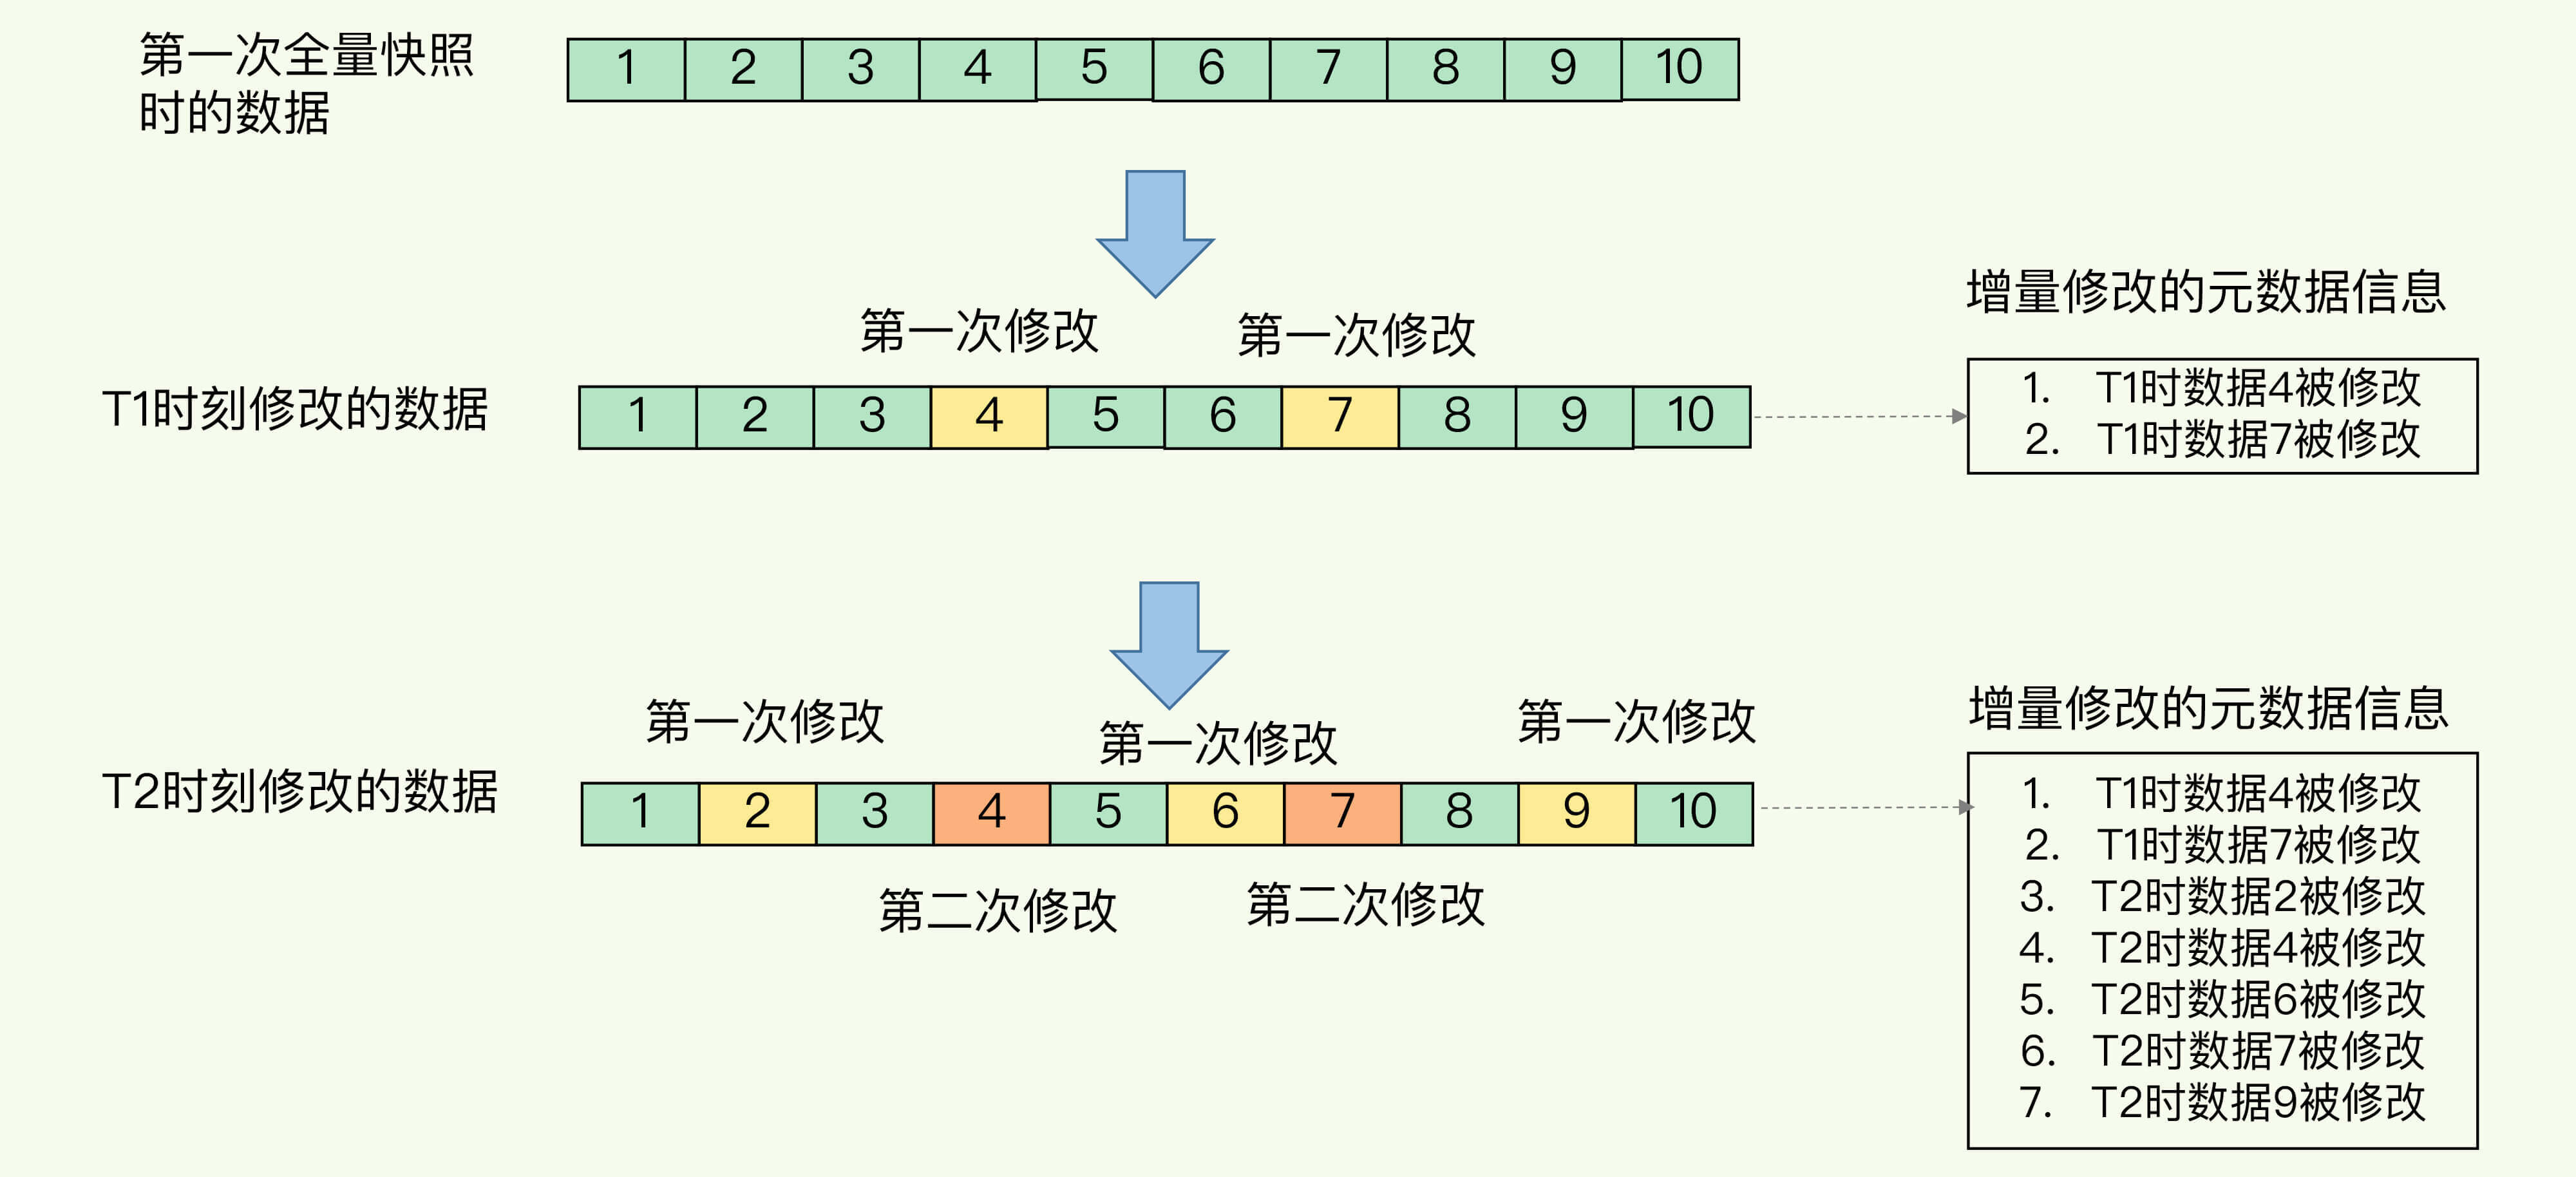 第一次全量快照
时的数据
1 2 3 4 5 6 7 8 9 10
第一次修改 第一次修改
T1时刻修改的数据
1 2 3 4 5 6 7 8 9 10
增量修改的元数据信息
1. T1时数据4被修改
2. T1时数据7被修改
第一次修改 第一次修改 第一次修改
T2时刻修改的数据
1 2 3 4 5 6 7 8 9 10
第二次修改 第二次修改
增量修改的元数据信息
1. T1时数据4被修改
2. T1时数据7被修改
3. T2时数据2被修改
4. T2时数据4被修改
5. T2时数据6被修改
6. T2时数据7被修改
7. T2时数据9被修改